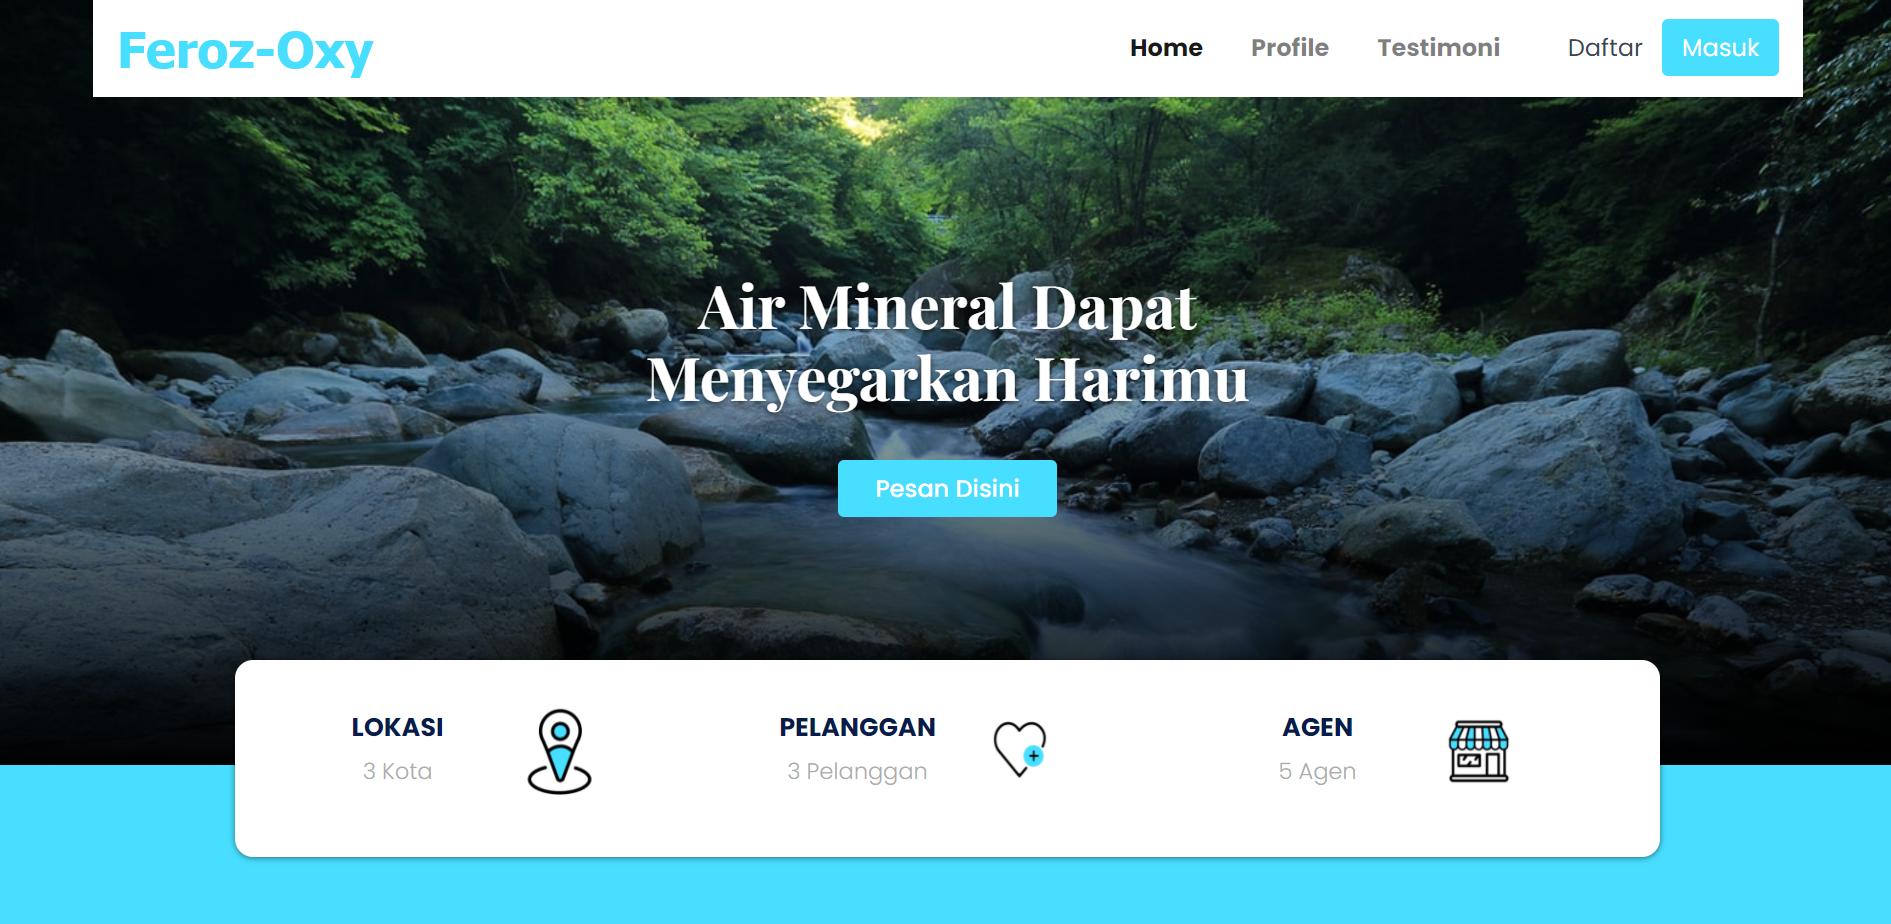 Feroz-Oxy
Home Profile Testimoni Daftar Masuk
Air Mineral Dapat
Menyegarkan Harimu
Pesan Disini
LOKASI PELANGGAN AGEN
3 Kota 3 Pelanggan 5 Agen